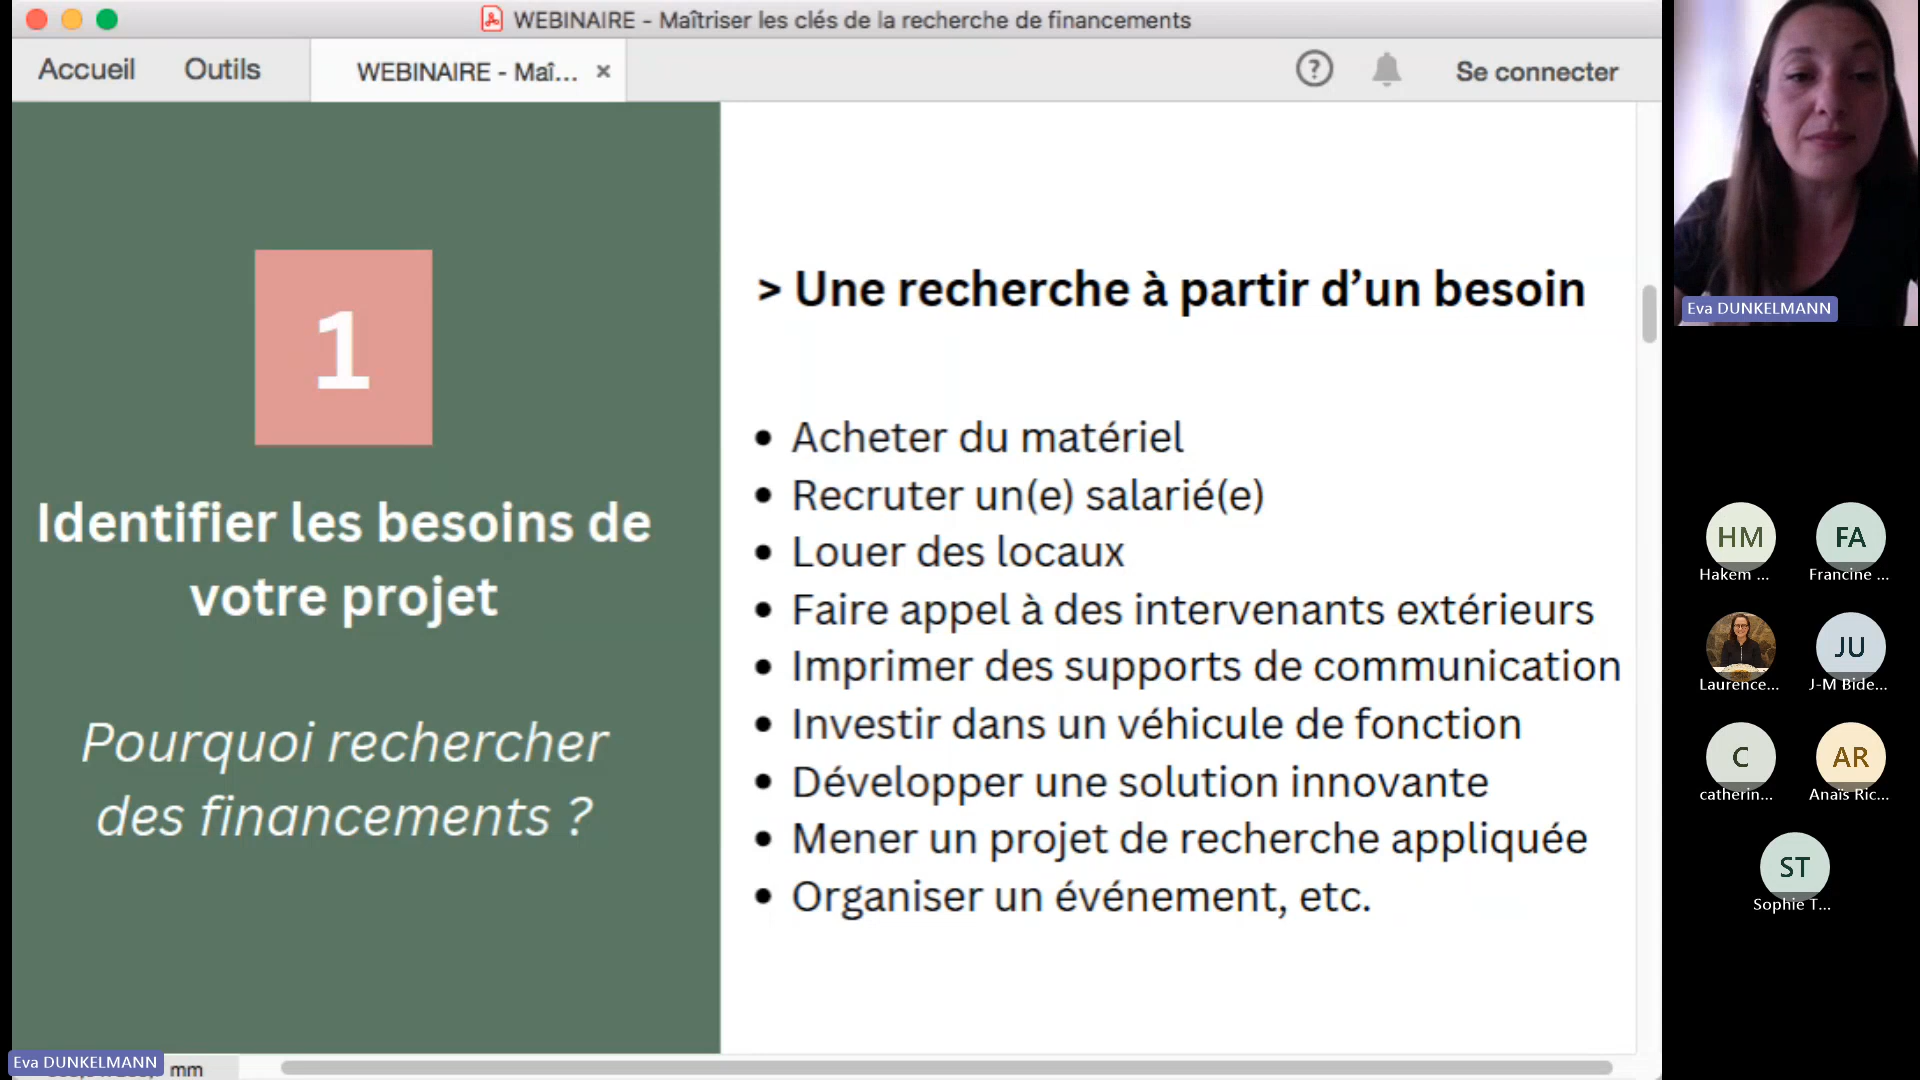 WEBINAIRE - Maîtriser les clés de la recherche de financements
Accueil
Outils
WEBINAIRE - Maî... ×
?
Se connecter
1
Identifier les besoins de
votre projet
Pourquoi rechercher
des financements ?
> Une recherche à partir d’un besoin
• Acheter du matériel
• Recruter un(e) salarié(e)
• Louer des locaux
• Faire appel à des intervenants extérieurs
• Imprimer des supports de communication
• Investir dans un véhicule de fonction
• Développer une solution innovante
• Mener un projet de recherche appliquée
• Organiser un événement, etc.
Eva DUNKELMANN
mm
Eva DUNKELMANN
HM
Hakem ...
FA
Francine ...
Laurence...
JU
J-M Bide...
C
catherin...
AR
Anaïs Ric...
ST
Sophie T...